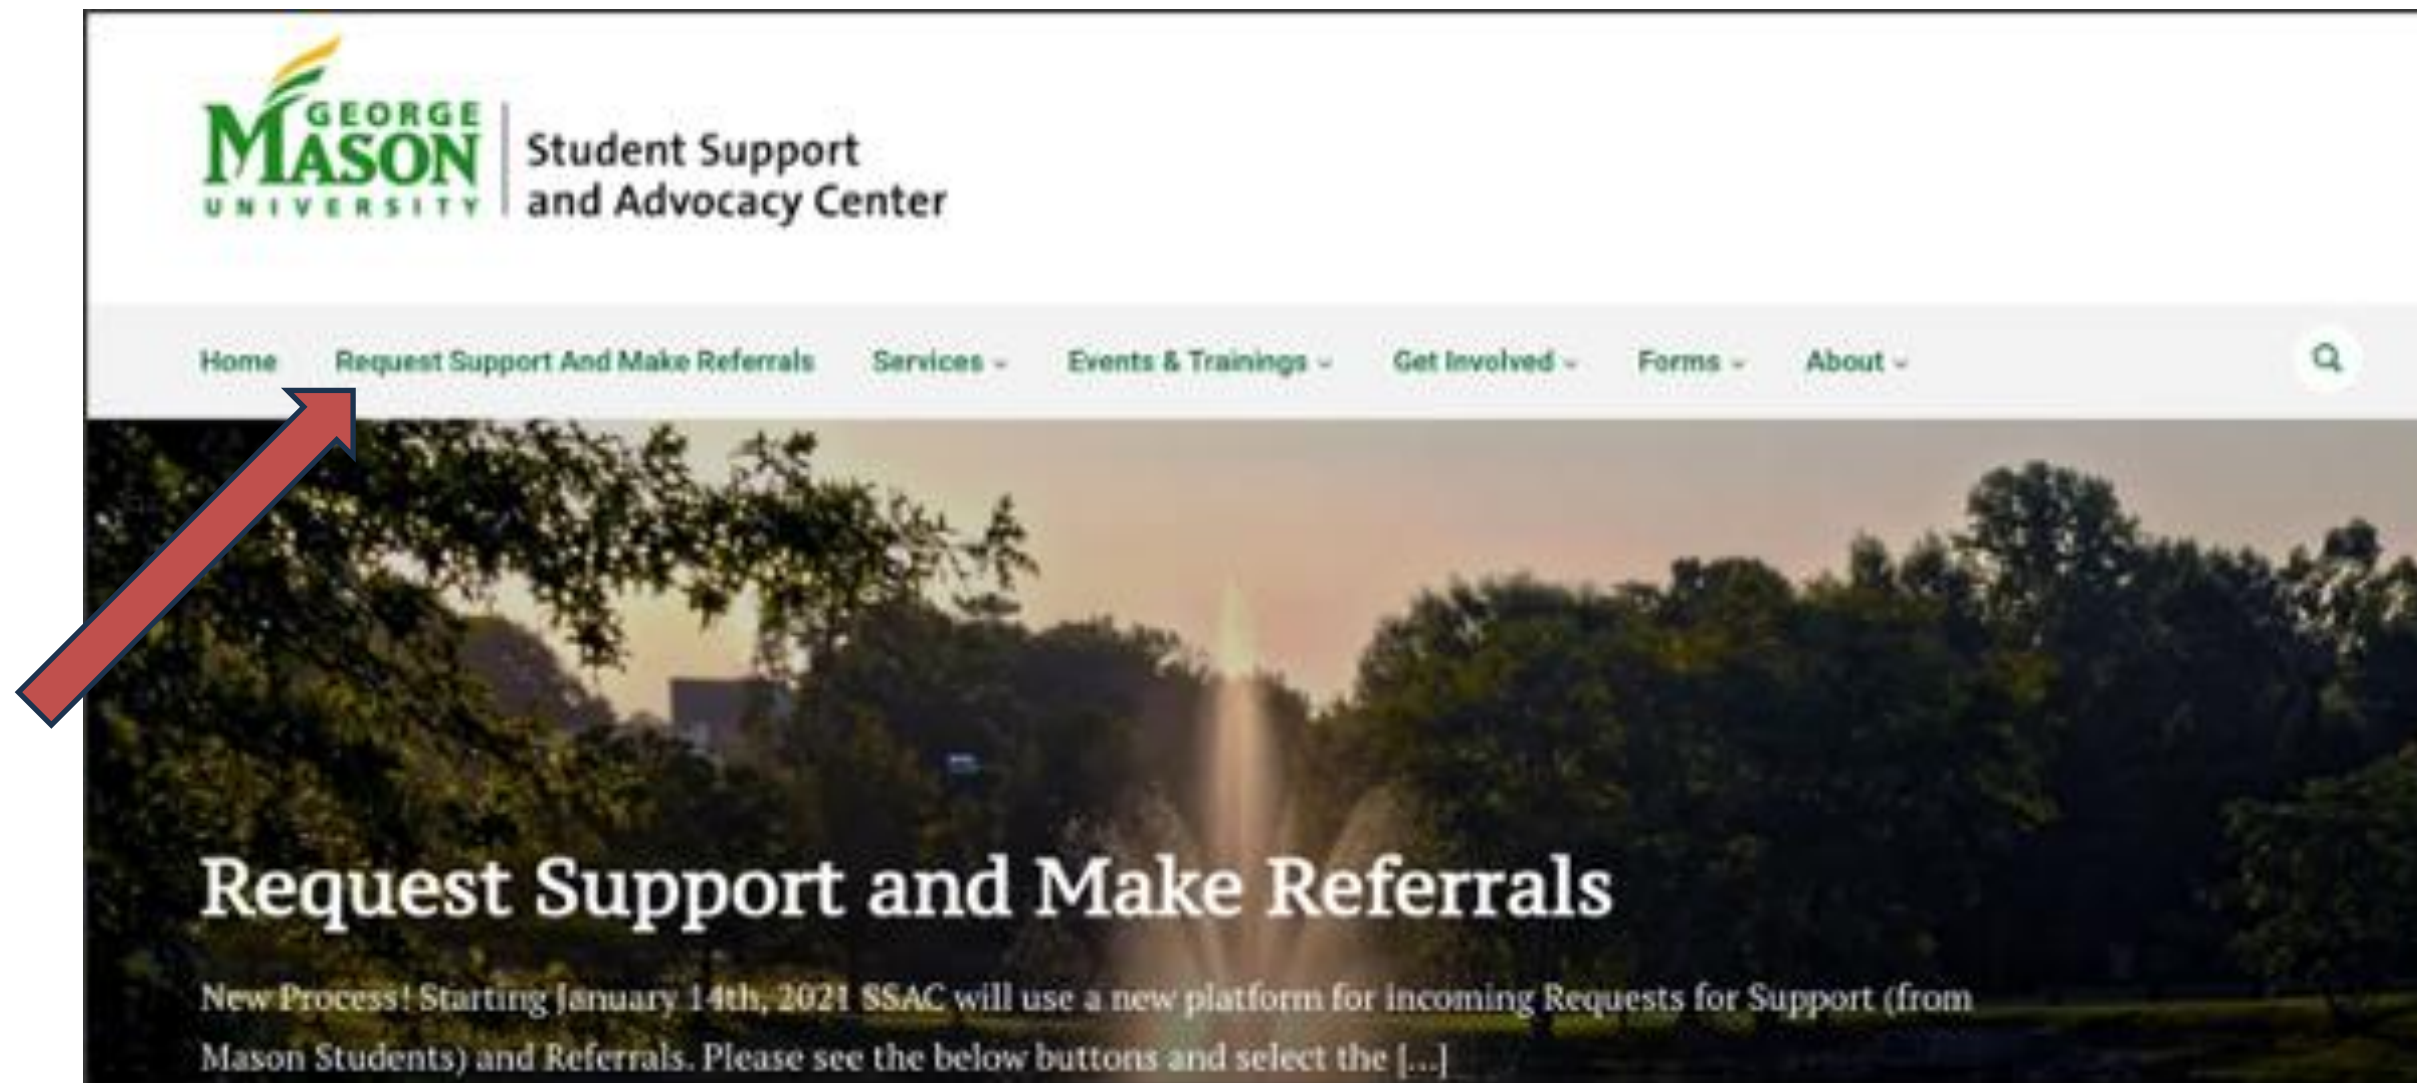 GEORGE
MASON
UNIVERSITY
Student Support
and Advocacy Center
Home Request Support And Make Referrals Services Events & Trainings Get Involved Forms About
Request Support and Make Referrals
New Process! Starting January 14th, 2021 SSAC will use a new platform for incoming Requests for Support (from
Mason Students) and Referrals. Please see the below buttons and select the [...]